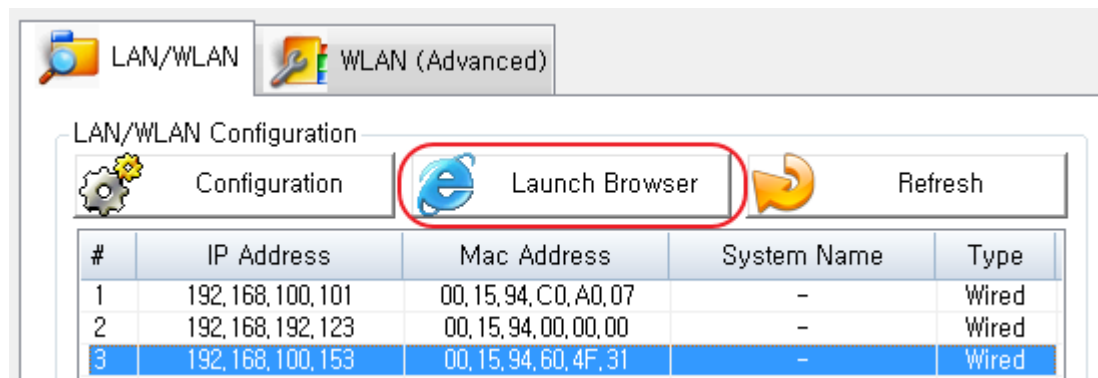 LAN/WLAN WLAN (Advanced)
LAN/WLAN Configuration
Configuration Launch Browser Refresh
# IP Address Mac Address System Name Type
1 192,168,100,101 00,15,94,C0,A0,07 - Wired
2 192,168,192,123 00,15,94,00,00,00 - Wired
3 192,168,100,153 00,15,94,60,4F,31 - Wired